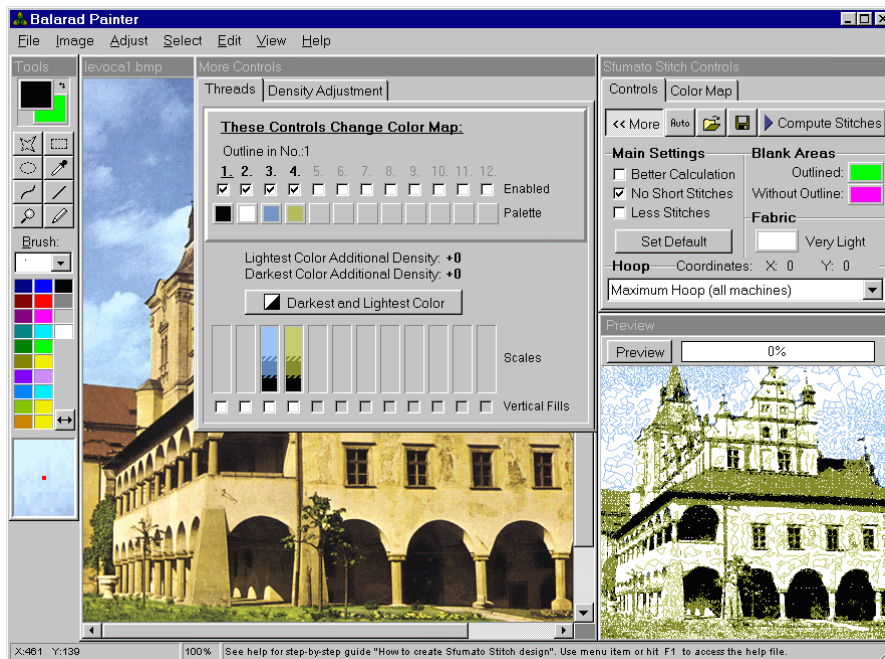 Balarad Painter
File Image Adjust Select Edit View Help
Tools
levoca1.bmp
More Controls
Threads Density Adjustment
These Controls Change Color Map:
Outline in No.:1
1. 2. 3. 4. 5. 6. 7. 8. 9. 10. 11. 12.
Enabled
Palette
Lightest Color Additional Density: +0
Darkest Color Additional Density: +0
Darkest and Lightest Color
Scales
Vertical Fills
Brush:
Sfumato Stitch Controls
Controls Color Map
<< More Auto Compute Stitches
Main Settings
Better Calculation
No Short Stitches
Less Stitches
Set Default
Blank Areas
Outlined:
Without Outline:
Fabric
Very Light
Hoop Coordinates: X: 0 Y: 0
Maximum Hoop (all machines)
Preview
Preview 0%
X:461 Y:139 100% See help for step-by-step guide "How to create Sfumato Stitch design". Use menu item or hit F1 to access the help file.